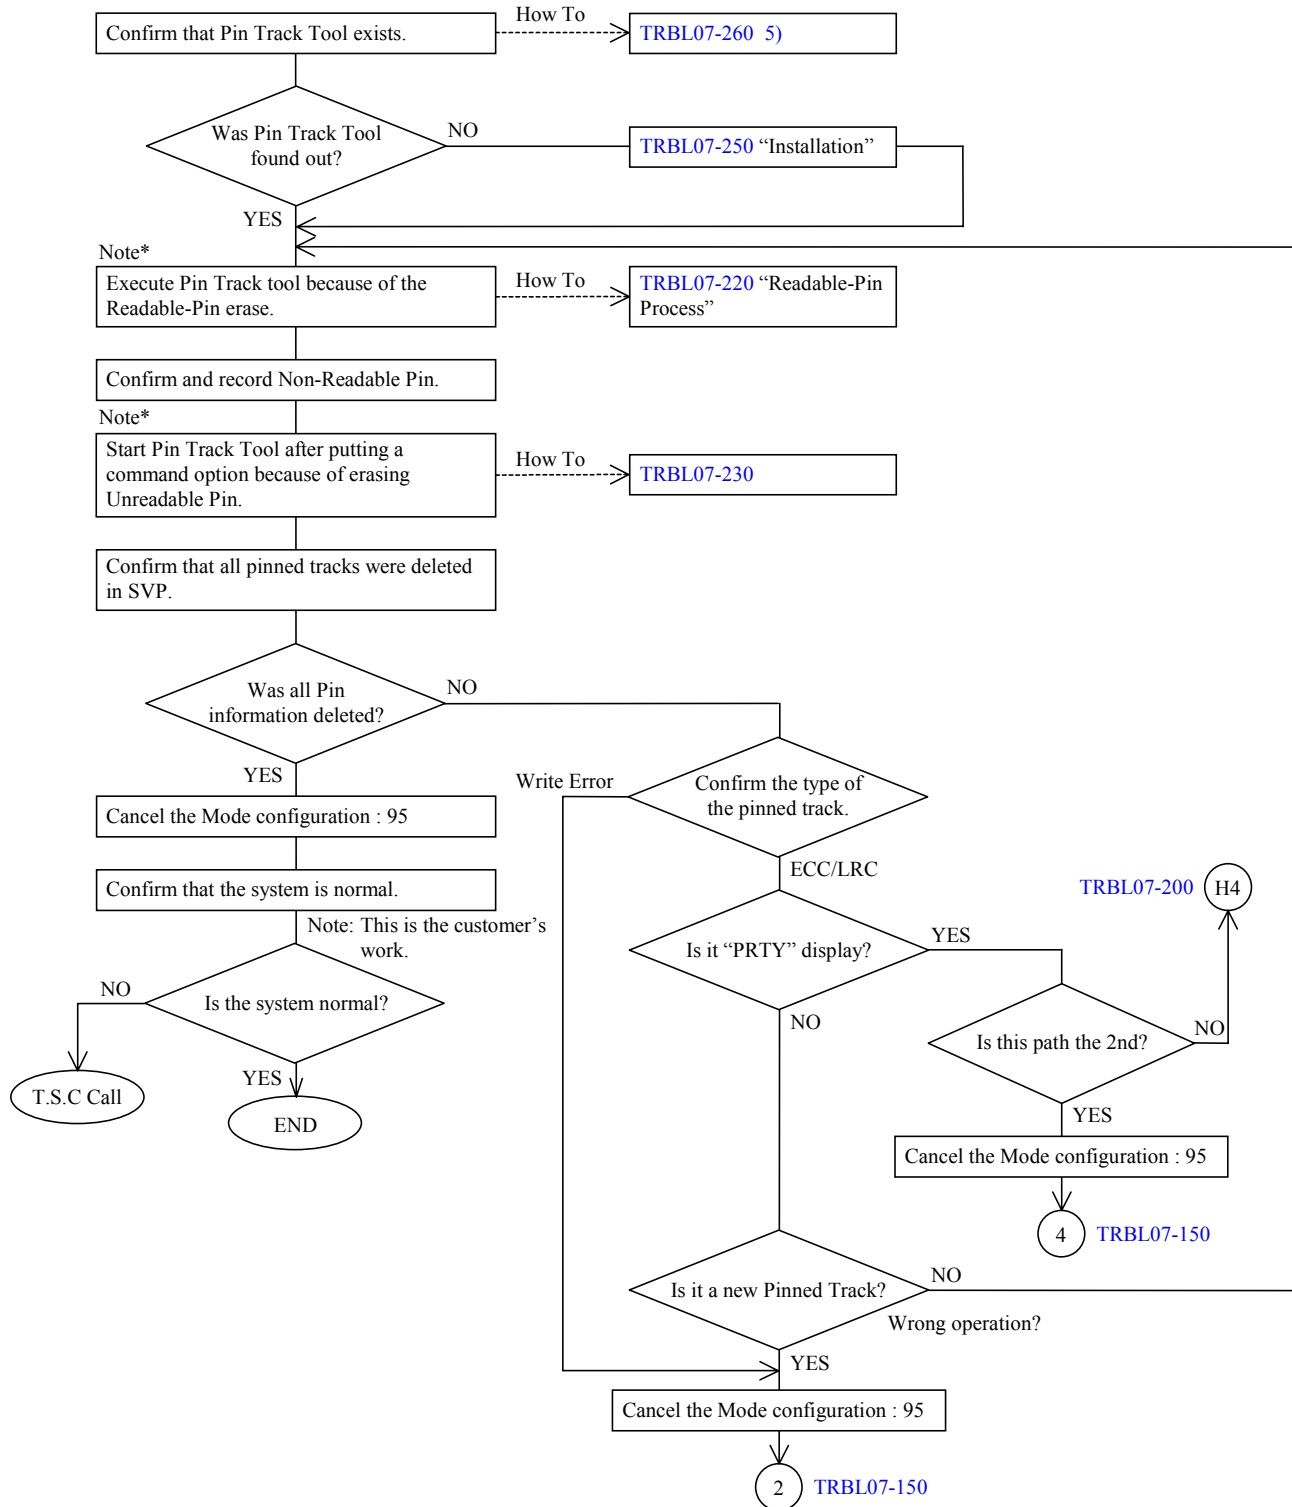 How To
Confirm that Pin Track Tool exists.
TRBL07-260  5)
Was Pin Track Tool
found out?
NO
TRBL07-250 “Installation”
YES
Note*
Execute Pin Track tool because of the
Readable-Pin erase.
How To
TRBL07-220 “Readable-Pin
Process”
Confirm and record Non-Readable Pin.
Note*
Start Pin Track Tool after putting a
command option because of erasing
Unreadable Pin.
How To
TRBL07-230
Confirm that all pinned tracks were deleted
in SVP.
Was all Pin
information deleted?
NO
YES
Write Error
Confirm the type of
the pinned track.
Cancel the Mode configuration : 95
ECC/LRC
Confirm that the system is normal.
TRBL07-200
H4
Note: This is the customer’s
work.
Is it “PRTY” display?
YES
NO
Is the system normal?
NO
Is this path the 2nd?
NO
YES
T.S.C Call
END
YES
Cancel the Mode configuration : 95
4
TRBL07-150
Is it a new Pinned Track?
NO
Wrong operation?
YES
Cancel the Mode configuration : 95
2
TRBL07-150